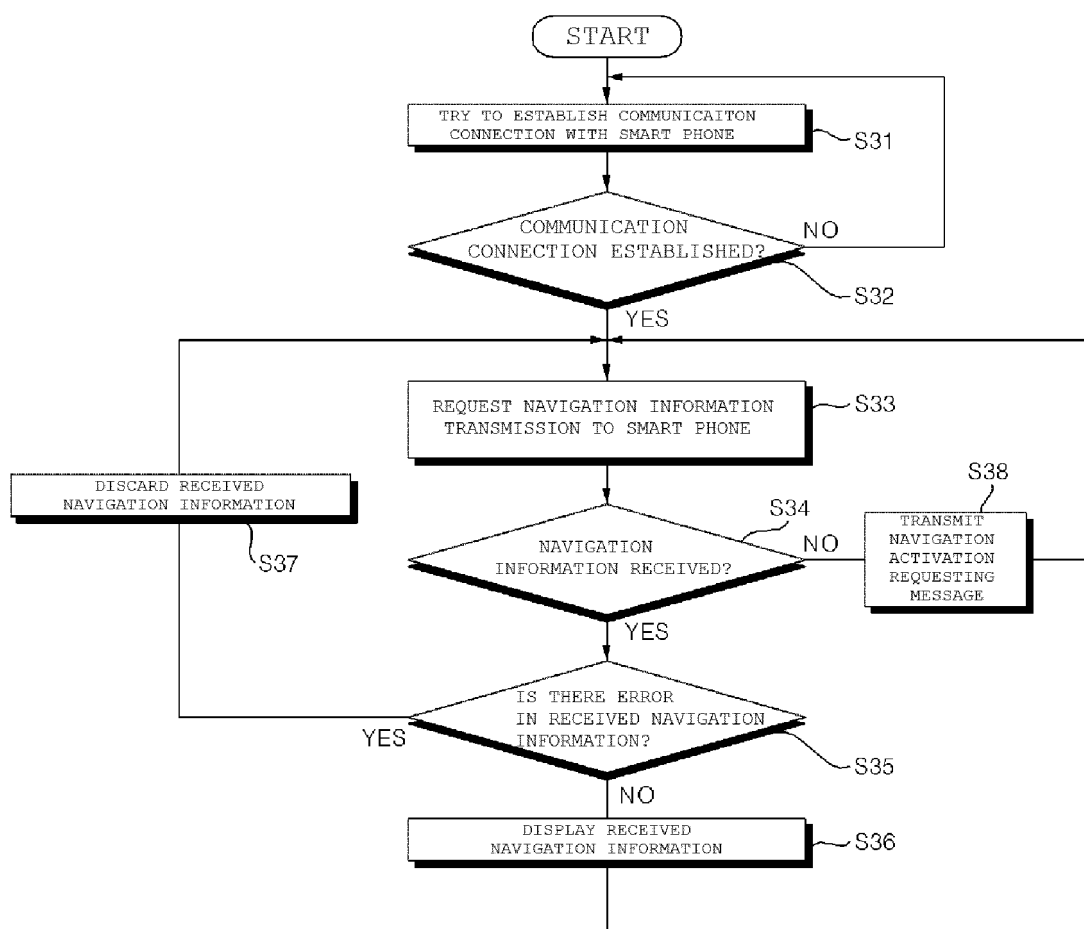 START
TRY TO ESTABLISH COMMUNICAITON
CONNECTION WITH SMART PHONE
S31
COMMUNICATION
CONNECTION ESTABLISHED?
NO
S32
YES
REQUEST NAVIGATION INFORMATION
TRANSMISSION TO SMART PHONE
S33
DISCARD RECEIVED
NAVIGATION INFORMATION
S37
NAVIGATION
INFORMATION RECEIVED?
S34
NO
S38
TRANSMIT
NAVIGATION
ACTIVATION
REQUESTING
MESSAGE
YES
IS THERE ERROR
IN RECEIVED NAVIGATION
INFORMATION?
YES
S35
NO
DISPLAY RECEIVED
NAVIGATION INFORMATION
S36